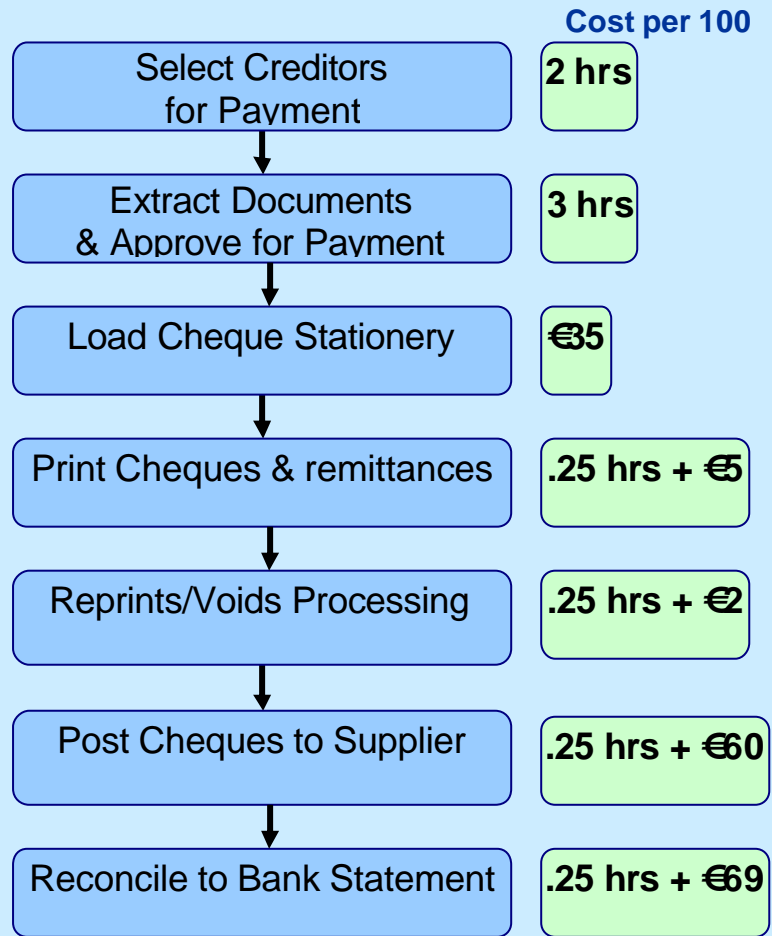 Cost per 100
Select Creditors
for Payment
2 hrs
Extract Documents
& Approve for Payment
3 hrs
Load Cheque Stationery
€35
Print Cheques & remittances
.25 hrs + €5
Reprints/Voids Processing
.25 hrs + €2
Post Cheques to Supplier
.25 hrs + €60
Reconcile to Bank Statement
.25 hrs + €69